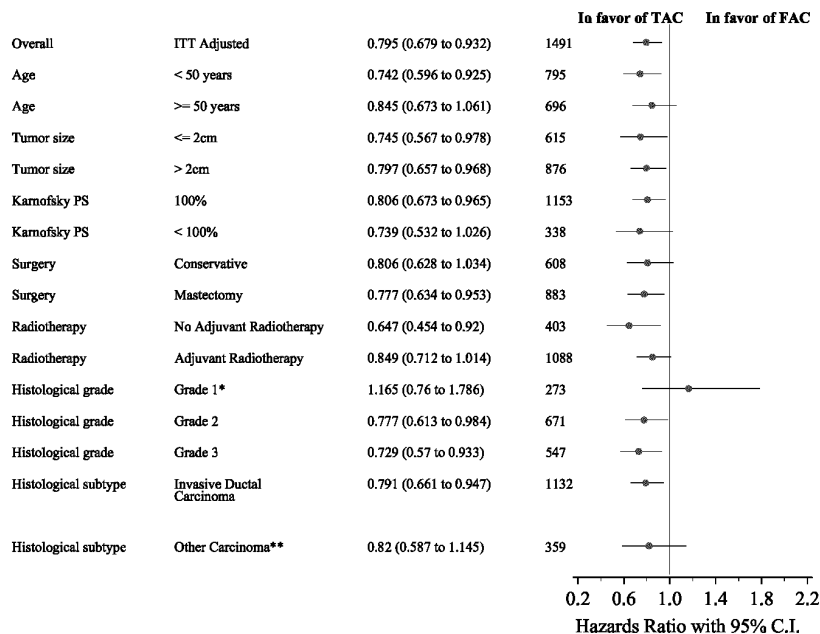 In favor of TAC In favor of FAC
Overall ITT Adjusted 0.795 (0.679 to 0.932) 1491
Age < 50 years 0.742 (0.596 to 0.925) 795
Age >= 50 years 0.845 (0.673 to 1.061) 696
Tumor size <= 2cm 0.745 (0.567 to 0.978) 615
Tumor size > 2cm 0.797 (0.657 to 0.968) 876
Karnofsky PS 100% 0.806 (0.673 to 0.965) 1153
Karnofsky PS < 100% 0.739 (0.532 to 1.026) 338
Surgery Conservative 0.806 (0.628 to 1.034) 608
Surgery Mastectomy 0.777 (0.634 to 0.953) 883
Radiotherapy No Adjuvant Radiotherapy 0.647 (0.454 to 0.92) 403
Radiotherapy Adjuvant Radiotherapy 0.849 (0.712 to 1.014) 1088
Histological grade Grade 1* 1.165 (0.76 to 1.786) 273
Histological grade Grade 2 0.777 (0.613 to 0.984) 671
Histological grade Grade 3 0.729 (0.57 to 0.933) 547
Histological subtype Invasive Ductal 0.791 (0.661 to 0.947) 1132
Carcinoma
Histological subtype Other Carcinoma** 0.82 (0.587 to 1.145) 359
0.2 0.6 1.0 1.4 1.8 2.2
Hazards Ratio with 95% C.I.